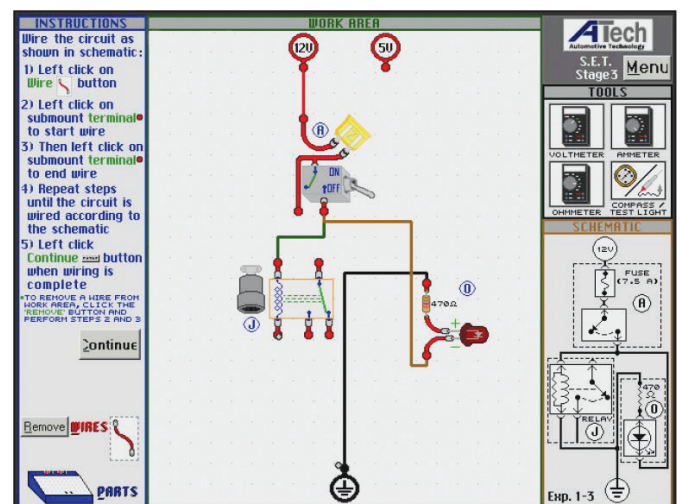 INSTRUCTIONS
Wire the circuit as
shown in schematic:
1) Left click on
Wire button
2) Left click on
submount terminal
to start wire
3) Then left click on
submount terminal
to end wire
4) Repeat steps
until the circuit is
wired according to
the schematic
5) Left click
Continue button
when wiring is
complete
*TO REMOVE A WIRE FROM
WORK AREA, CLICK THE
'REMOVE' BUTTON AND
PERFORM STEPS 2 AND 3
Continue
Remove
WIRES
PARTS
WORK AREA
12V
5V
A
ON
OFF
J
O
470Ω
+
−
ATech
Automotive Technology
S.E.T.
Stage3
Menu
TOOLS
VOLTMETER
AMMETER
OHMMETER
COMPASS /
TEST LIGHT
SCHEMATIC
12V
FUSE
(7.5 A)
A
470
Ω
O
RELAY
J
Exp. 1-3